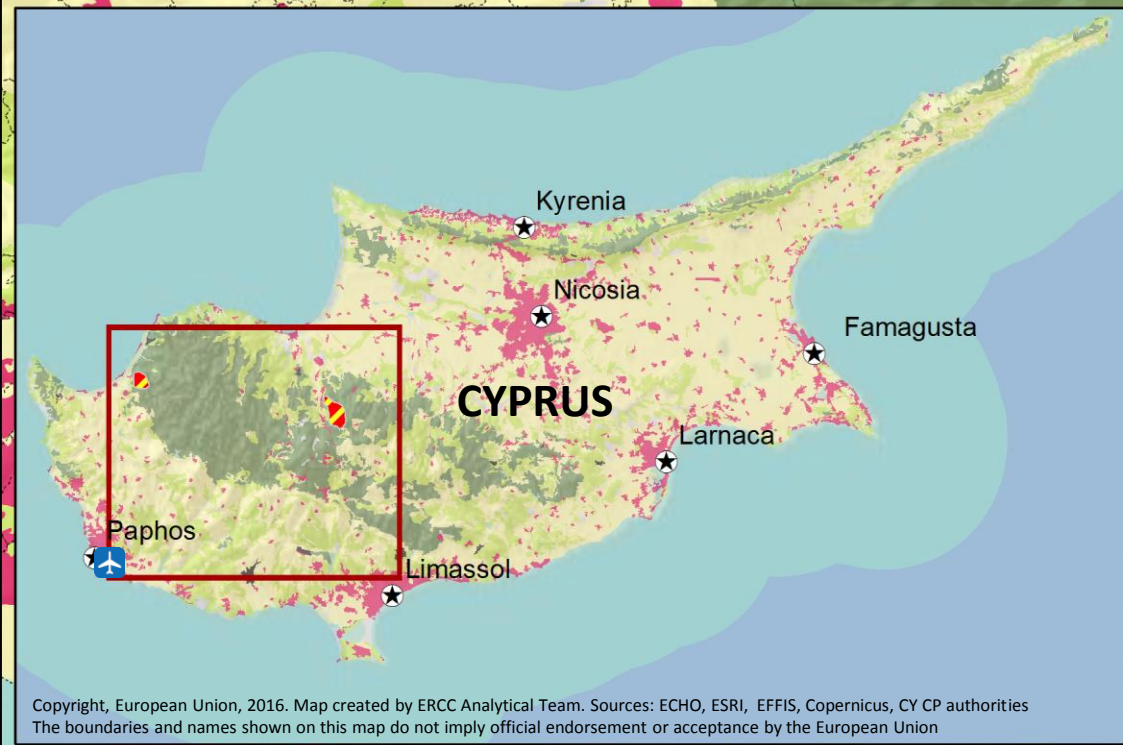 Kyrenia
Nicosia
Famagusta
CYPRUS
Larnaca
Paphos
Limassol
Copyright, European Union, 2016. Map created by ERCC Analytical Team. Sources: ECHO, ESRI, EFFIS, Copernicus, CY CP authorities
The boundaries and names shown on this map do not imply official endorsement or acceptance by the European Union